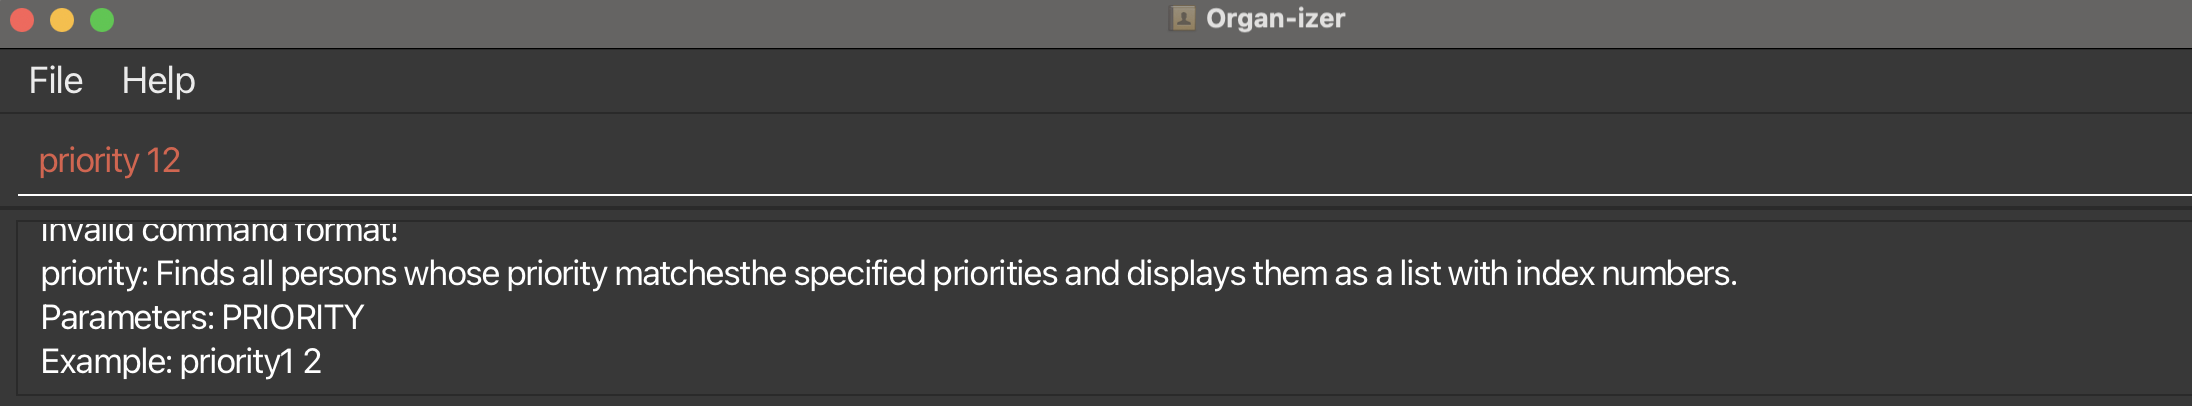 Organ-izer
File Help
priority 12
Invalid command format!
priority: Finds all persons whose priority matchesthe specified priorities and displays them as a list with index numbers.
Parameters: PRIORITY
Example: priority1 2